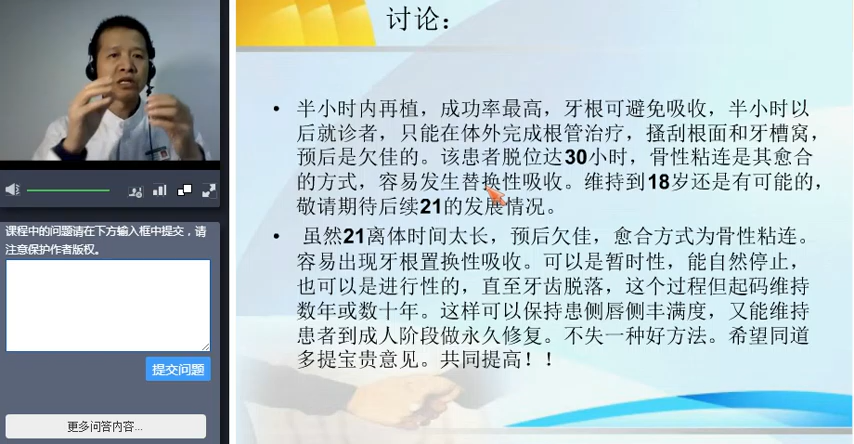 讨论：
• 半小时内再植，成功率最高，牙根可避免吸收，半小时以
后就诊者，只能在体外完成根管治疗，搔刮根面和牙槽窝，
预后是欠佳的。该患者脱位达30小时，骨性粘连是其愈合
的方式，容易发生替换性吸收。维持到18岁还是有可能的，
敬请期待后续21的发展情况。
• 虽然21离体时间太长，预后欠佳，愈合方式为骨性粘连。
容易出现牙根置换性吸收。可以是暂时性，能自然停止，
也可以是进行性的，直至牙齿脱落，这个过程但起码维持
数年或数十年。这样可以保持患侧唇侧丰满度，又能维持
患者到成人阶段做永久修复。不失一种好方法。希望同道
多提宝贵意见。共同提高！！
课程中的问题请在下方输入框中提交，请
注意保护作者版权。
提交问题
更多问答内容...